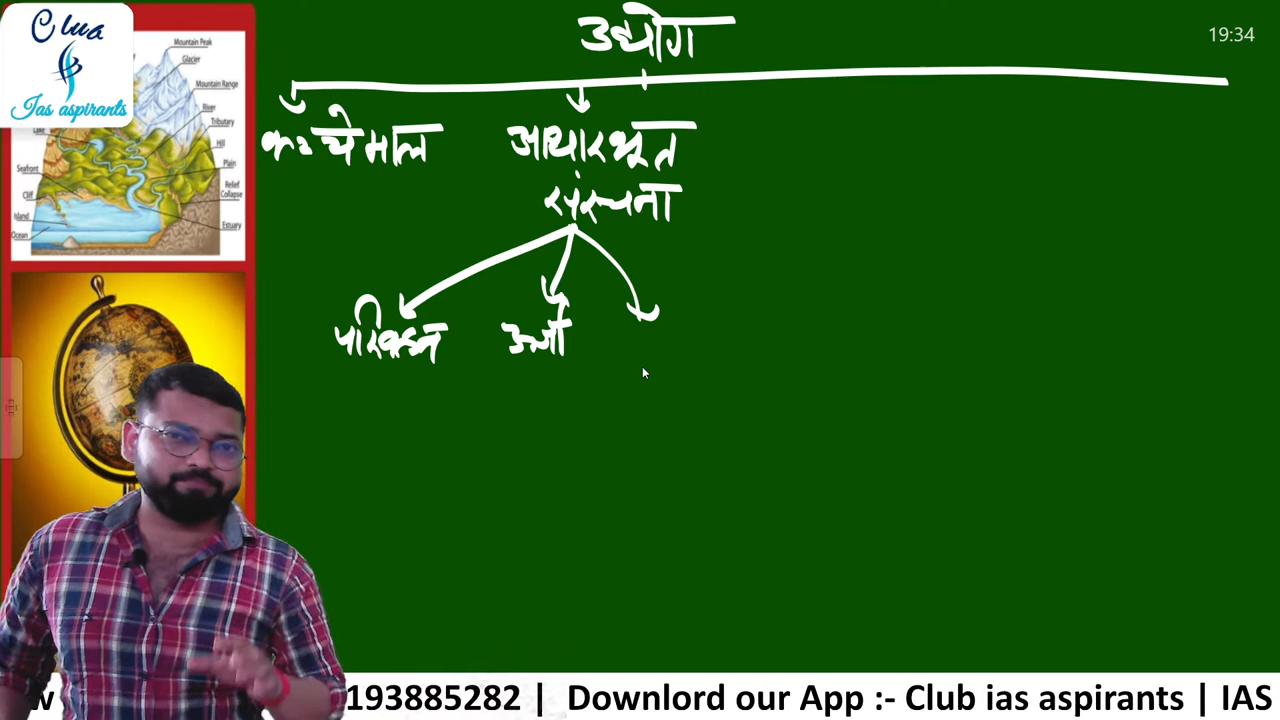 Clua
Ias aspirants
Mountain Peak
Glacier
Mountain Range
River
Tributary
Lake
Hill
Plain
Seafront
Relief
Collapse
Cliff
Island
Estuary
Ocean
19:34
उद्योग
कच्चे माल
आधारभूत
संरचना
परिवहन
उर्जा
w
193885282 | Downlord our App :- Club ias aspirants | IAS